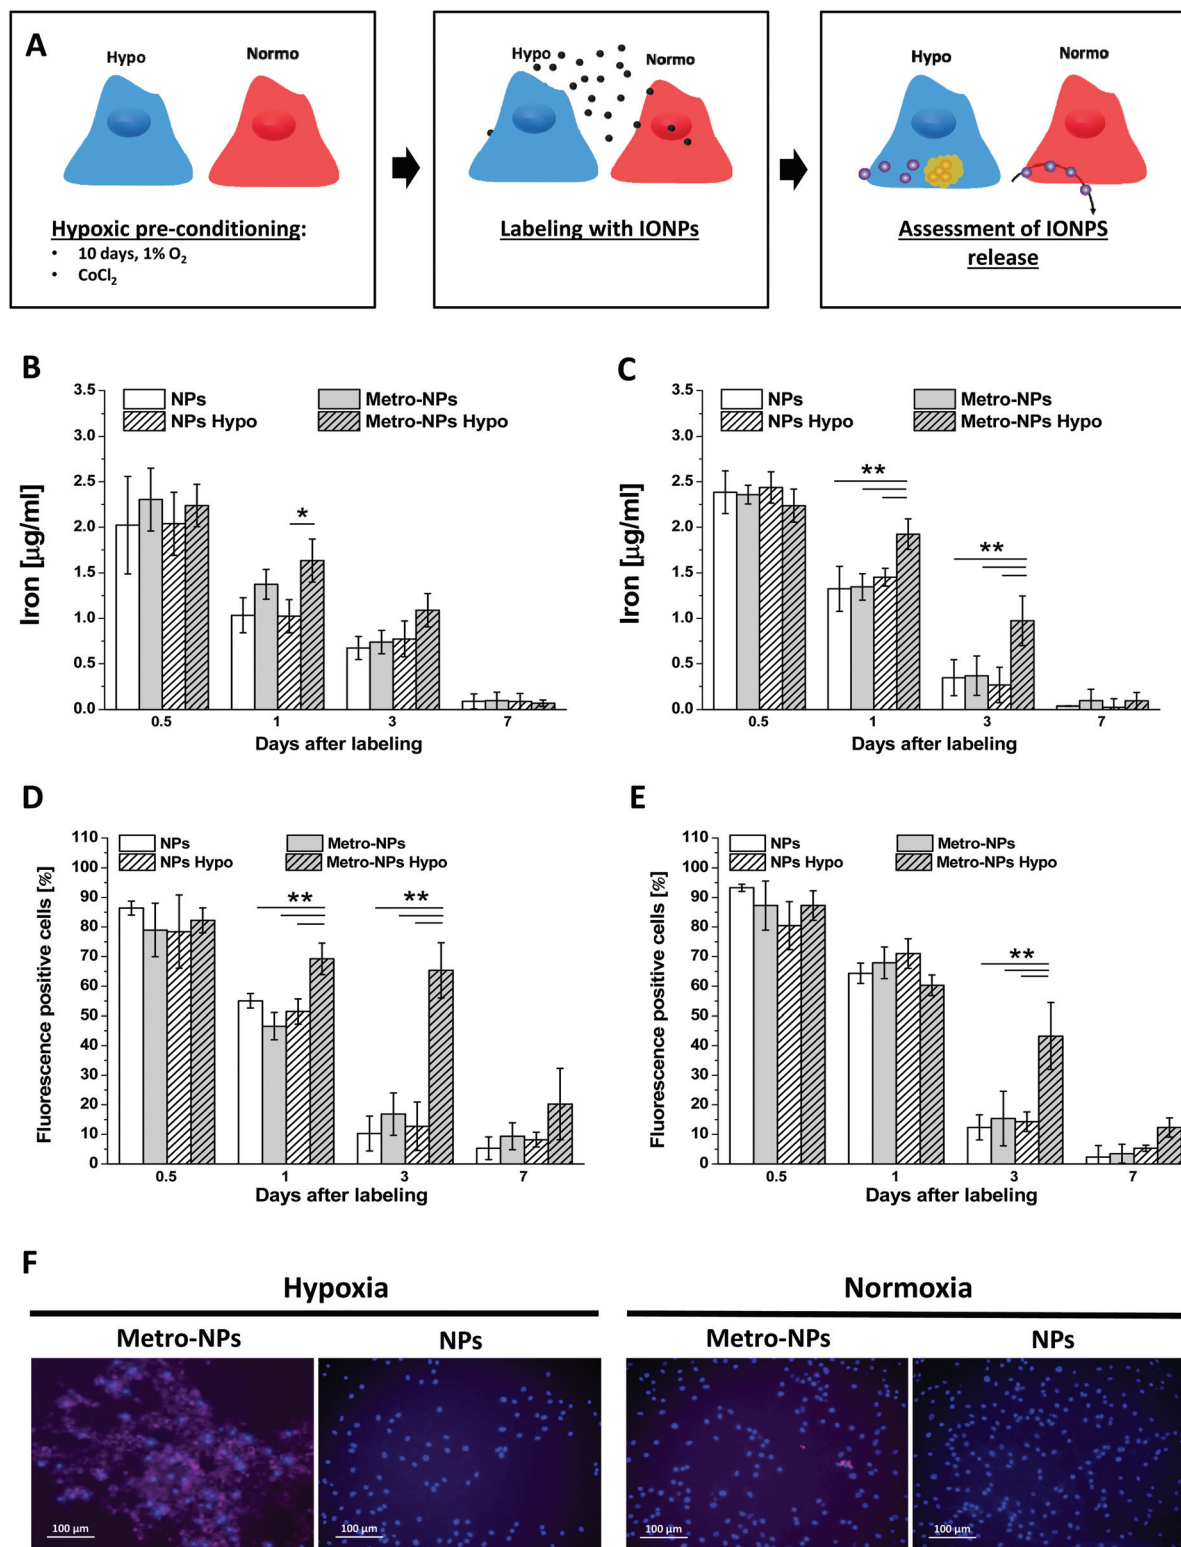 A
Hypo
Normo
Hypoxic pre-conditioning:
• 10 days, 1% O2
• CoCl2
Hypo
Normo
Labeling with IONPs
Hypo
Normo
Assessment of IONPS
release
B
NPs
Metro-NPs
NPs Hypo
Metro-NPs Hypo
3.5
3.0
2.5
2.0
1.5
1.0
0.5
0.0
Iron [µg/ml]
*
0.5 1 3 7
Days after labeling
C
NPs
Metro-NPs
NPs Hypo
Metro-NPs Hypo
3.5
3.0
2.5
2.0
1.5
1.0
0.5
0.0
Iron [µg/ml]
**
**
0.5 1 3 7
Days after labeling
D
NPs
Metro-NPs
NPs Hypo
Metro-NPs Hypo
110
100
90
80
70
60
50
40
30
20
10
0
Fluorescence positive cells [%]
**
**
0.5 1 3 7
Days after labeling
E
NPs
Metro-NPs
NPs Hypo
Metro-NPs Hypo
110
100
90
80
70
60
50
40
30
20
10
0
Fluorescence positive cells [%]
**
0.5 1 3 7
Days after labeling
F
Hypoxia
Normoxia
Metro-NPs
NPs
Metro-NPs
NPs
100 µm
100 µm
100 µm
100 µm